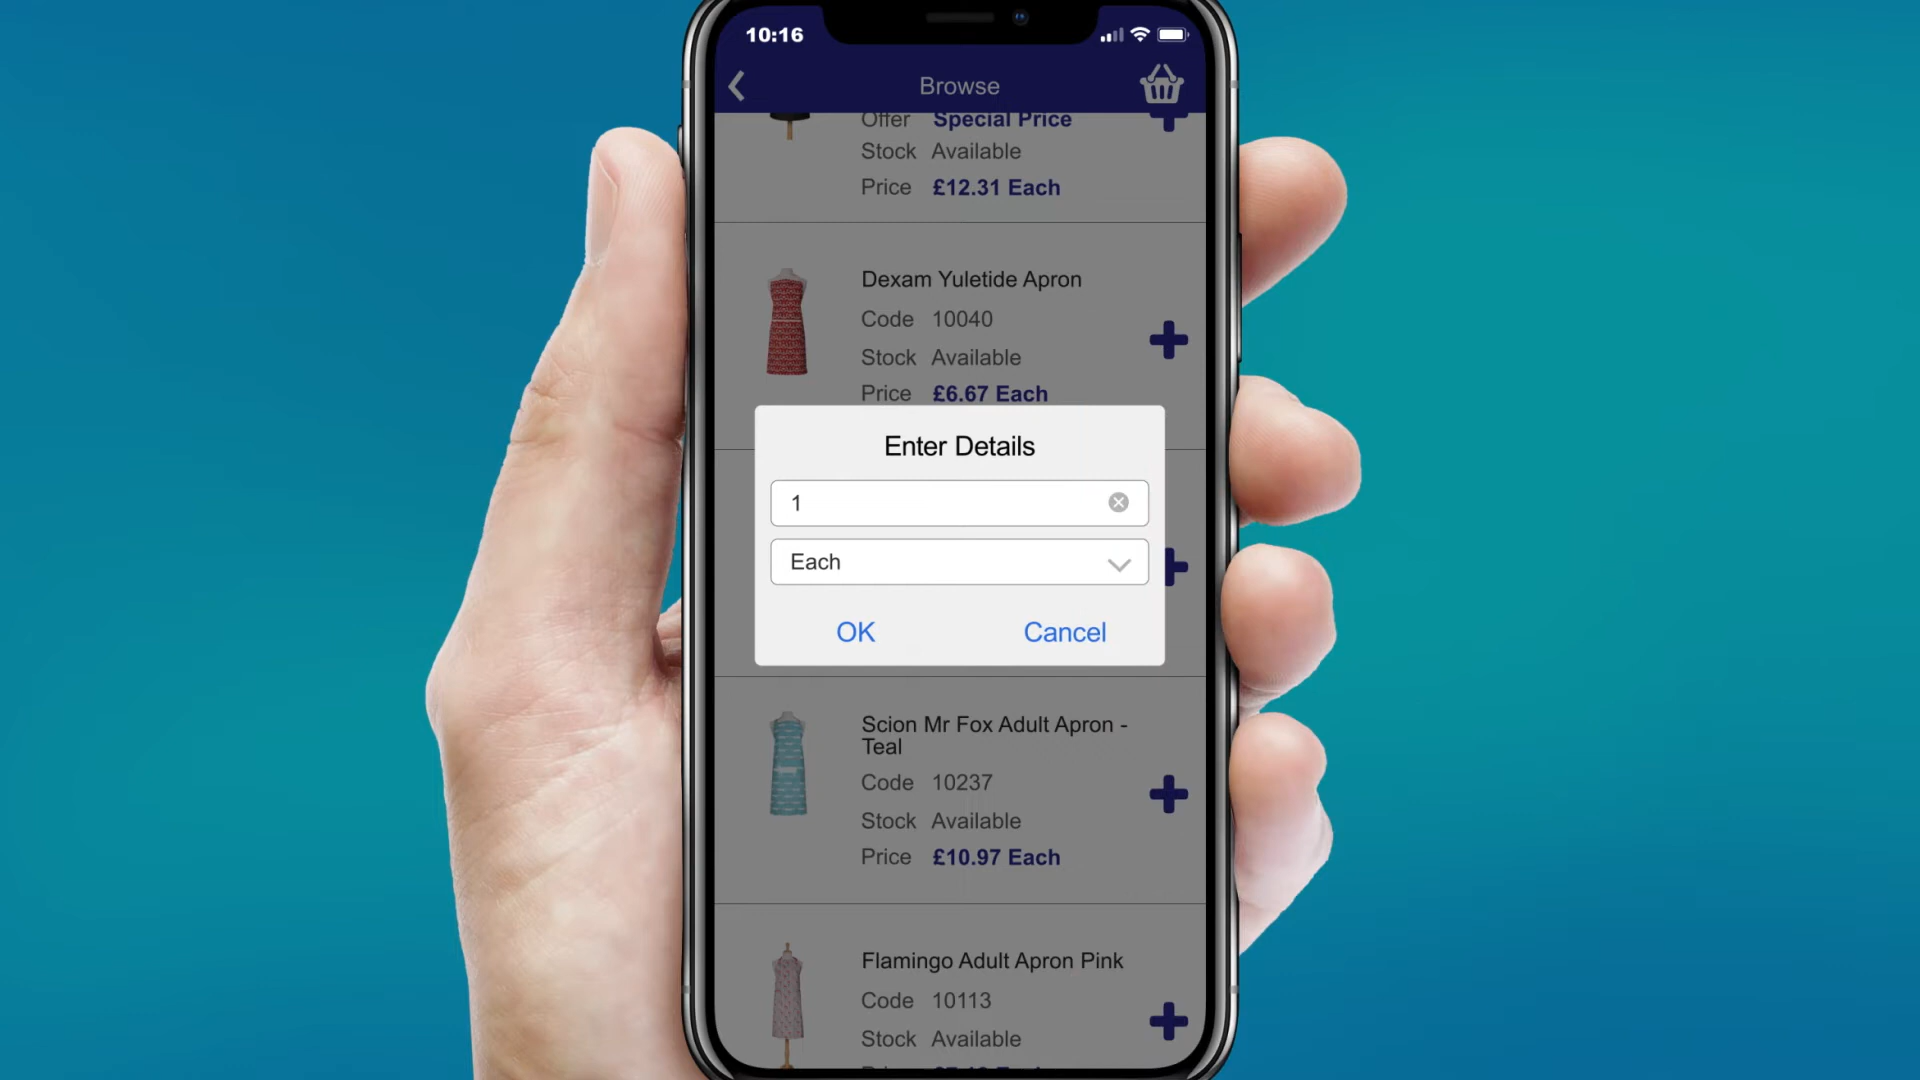 10:16
Browse
Offer Special Price
Stock Available
Price £12.31 Each
Dexam Yuletide Apron
Code 10040
Stock Available
Price £6.67 Each
Enter Details
1
Each
OK Cancel
Scion Mr Fox Adult Apron -
Teal
Code 10237
Stock Available
Price £10.97 Each
Flamingo Adult Apron Pink
Code 10113
Stock Available